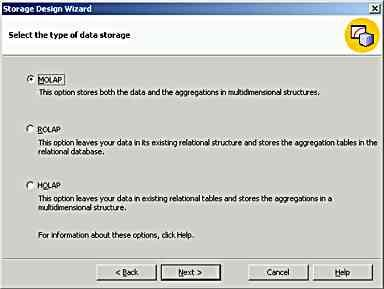 Storage Design Wizard
Select the type of data storage
MOLAP
This option stores both the data and the aggregations in multidimensional structures.
ROLAP
This option leaves your data in its existing relational structure and stores the aggregation tables in the
relational database.
HOLAP
This option leaves your data in existing relational tables and stores the aggregations in a
multidimensional structure.
For information about these options, click Help.
< Back Next > Cancel Help